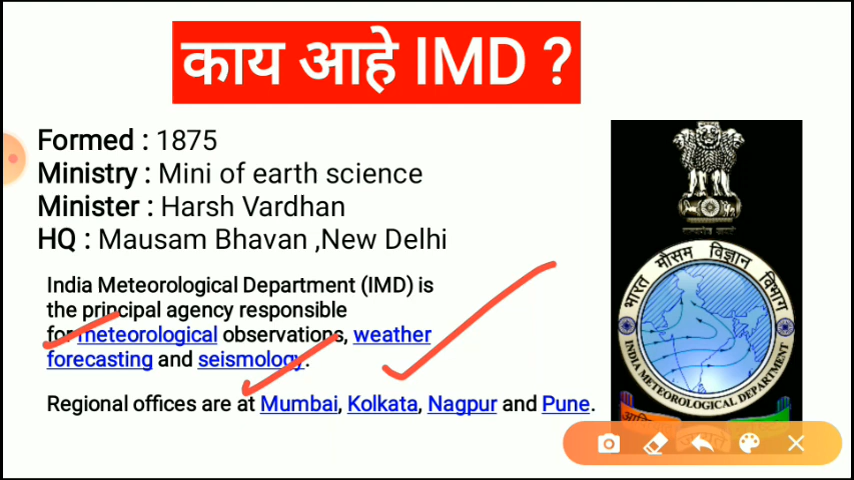 काय आहे IMD ?
Formed : 1875
Ministry : Mini of earth science
Minister : Harsh Vardhan
HQ : Mausam Bhavan ,New Delhi
India Meteorological Department (IMD) is
the principal agency responsible
for meteorological observations, weather
forecasting and seismology.
Regional offices are at Mumbai, Kolkata, Nagpur and Pune.
भारत मौसम विज्ञान विभाग
INDIA METEOROLOGICAL DEPARTMENT